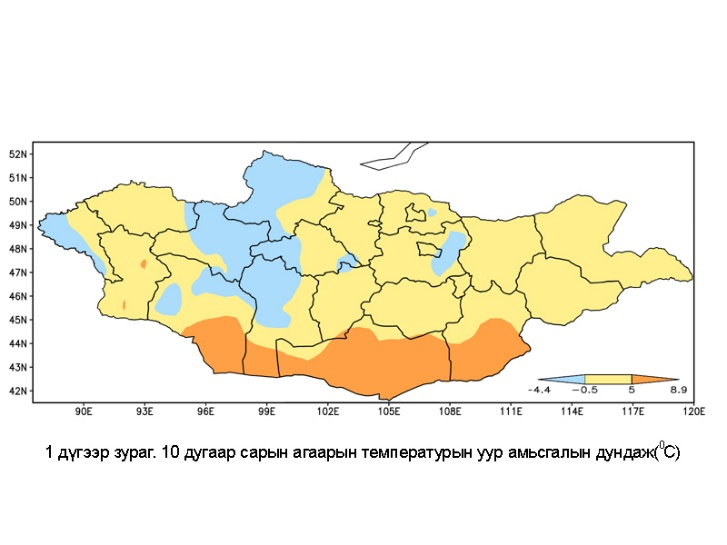 52N
51N
50N
49N
48N
47N
46N
45N
44N
43N
42N
-4.4 -0.5 5 8.9
90E 93E 96E 99E 102E 105E 108E 111E 114E 117E 120E
1 дүгээр зураг. 10 дугаар сарын агаарын температурын уур амьсгалын дундаж(⁰C)